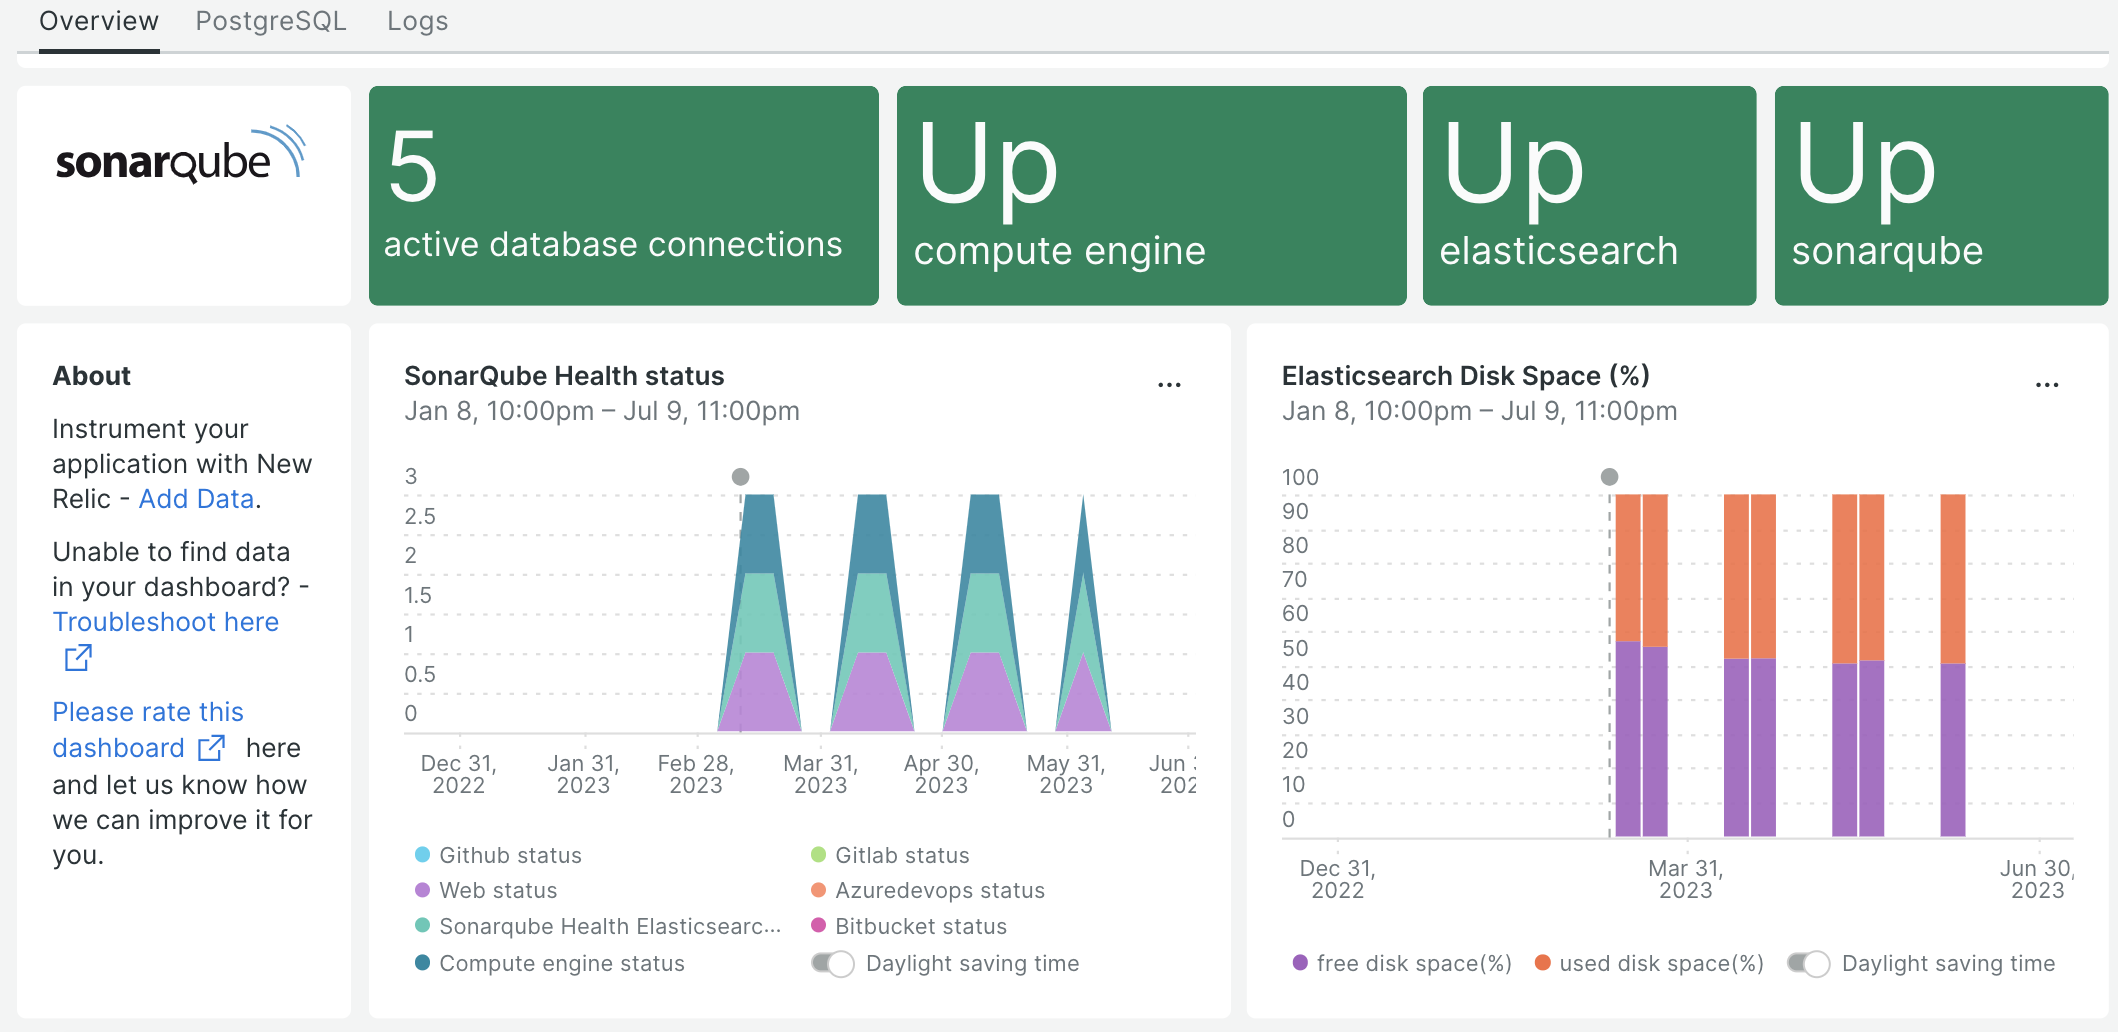 Overview PostgreSQL Logs
sonarqube
5
active database connections
Up
compute engine
Up
elasticsearch
Up
sonarqube
About
Instrument your
application with New
Relic - Add Data.
Unable to find data
in your dashboard? -
Troubleshoot here
Please rate this
dashboard here
and let us know how
we can improve it for
you.
SonarQube Health status
...
Jan 8, 10:00pm – Jul 9, 11:00pm
3
2.5
2
1.5
1
0.5
0
Dec 31, Jan 31, Feb 28, Mar 31, Apr 30, May 31, Jun
2022 2023 2023 2023 2023 2023 202
Github status
Web status
Sonarqube Health Elasticsearc...
Compute engine status
Gitlab status
Azuredevops status
Bitbucket status
Daylight saving time
Elasticsearch Disk Space (%)
...
Jan 8, 10:00pm – Jul 9, 11:00pm
100
90
80
70
60
50
40
30
20
10
0
Dec 31, Mar 31, Jun 30,
2022 2023 2023
free disk space(%) used disk space(%) Daylight saving time